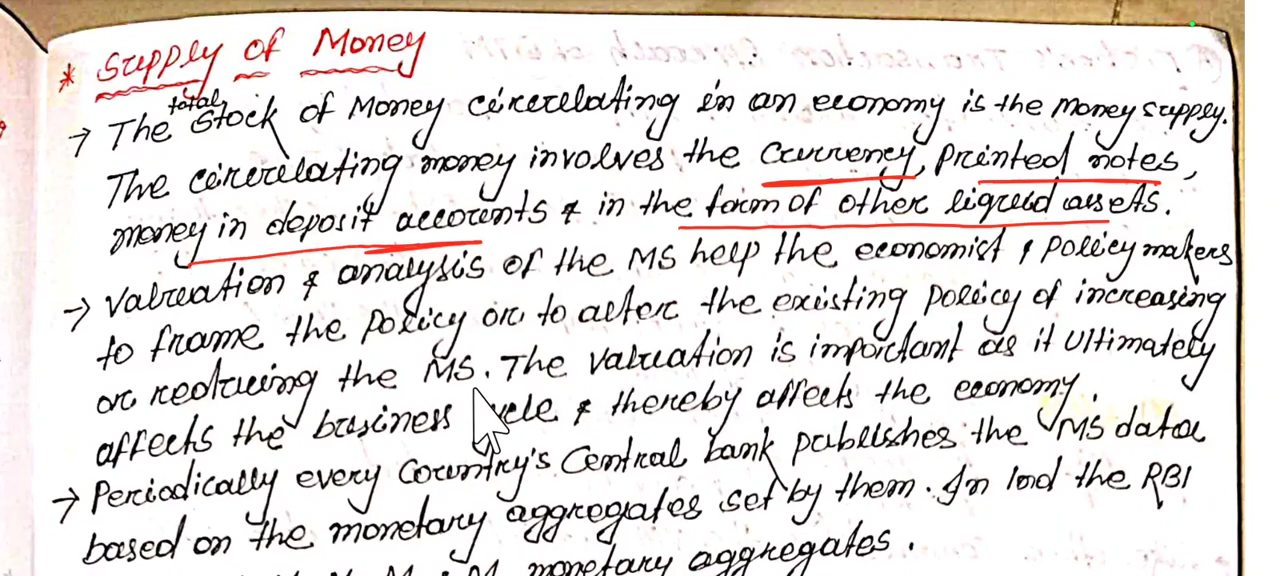 * Supply of Money
→ The total stock of Money circulating in an economy is the money supply.
The circulating money involves the currency, printed notes,
money in deposit accounts & in the form of other liquid assets.
→ Valuation & analysis of the MS help the economist & policy makers
to frame the policy or to alter the existing policy of increasing
or reducing the MS. The valuation is important as it ultimately
affects the business cycle & thereby affects the economy.
→ Periodically every Country's Central bank publishes the MS data
based on the monetary aggregates set by them. In Ind the RBI
monetary aggregates.